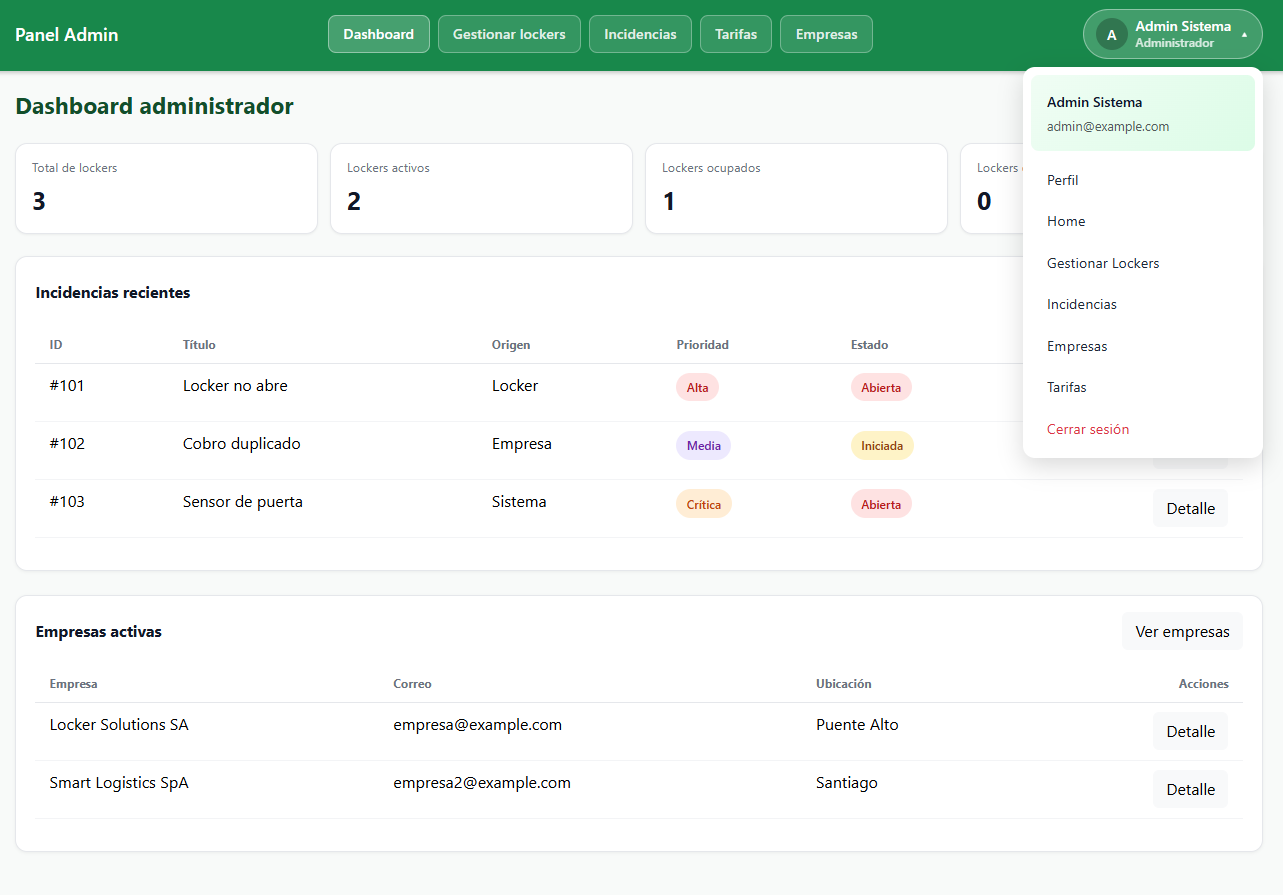 Panel Admin
Dashboard
Gestionar lockers
Incidencias
Tarifas
Empresas
A
Admin Sistema
Administrador
Admin Sistema
admin@example.com
Perfil
Home
Gestionar Lockers
Incidencias
Empresas
Tarifas
Cerrar sesión
Dashboard administrador
Total de lockers
3
Lockers activos
2
Lockers ocupados
1
Lockers
0
Incidencias recientes
ID Título Origen Prioridad Estado
#101 Locker no abre Locker Alta Abierta
#102 Cobro duplicado Empresa Media Iniciada
#103 Sensor de puerta Sistema Crítica Abierta Detalle
Empresas activas
Ver empresas
Empresa Correo Ubicación Acciones
Locker Solutions SA empresa@example.com Puente Alto Detalle
Smart Logistics SpA empresa2@example.com Santiago Detalle